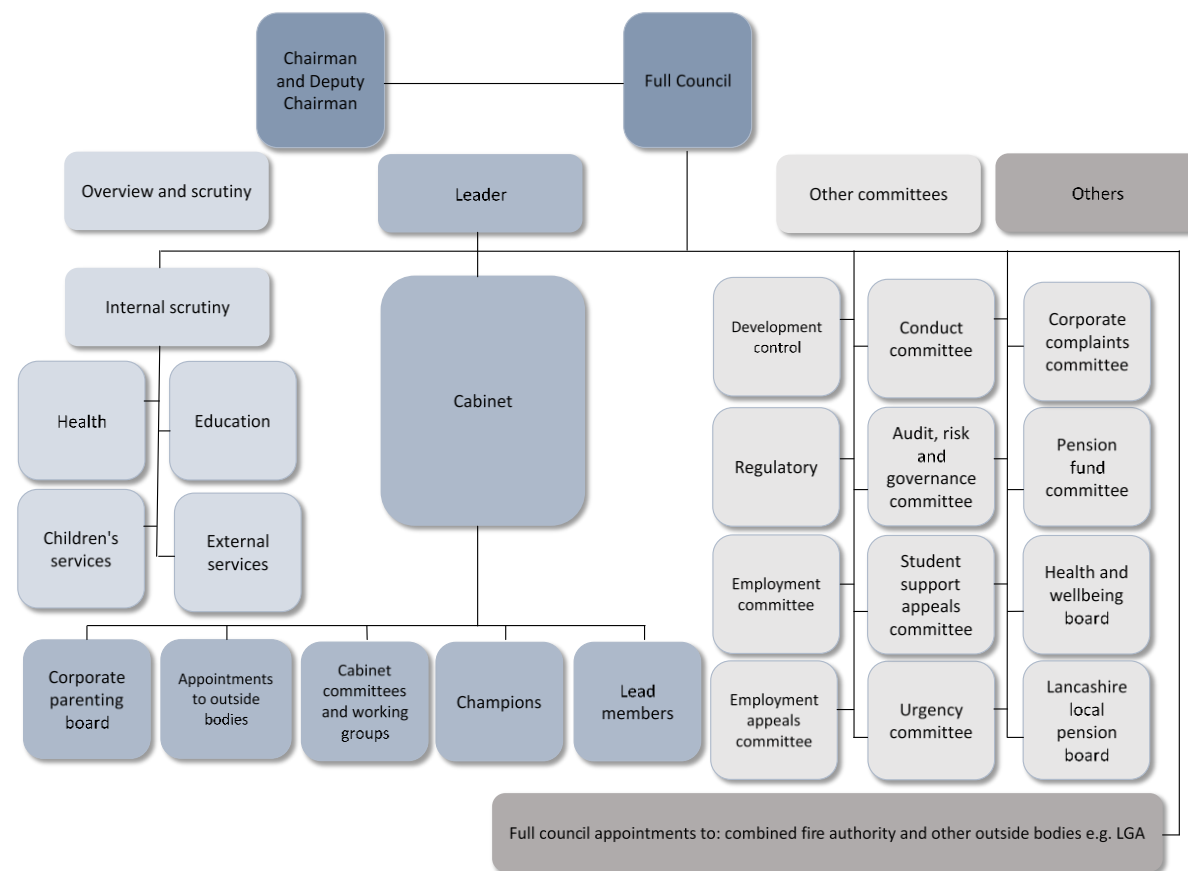 Chairman
and Deputy
Chairman
Full Council
Overview and scrutiny
Leader
Other committees
Others
Internal scrutiny
Health
Education
Children's
services
External
services
Cabinet
Corporate
parenting
board
Appointments
to outside
bodies
Cabinet
committees
and working
groups
Champions
Lead
members
Development
control
Conduct
committee
Corporate
complaints
committee
Regulatory
Audit, risk
and
governance
committee
Pension
fund
committee
Employment
committee
Student
support
appeals
committee
Health and
wellbeing
board
Employment
appeals
committee
Urgency
committee
Lancashire
local
pension
board
Full council appointments to: combined fire authority and other outside bodies e.g. LGA